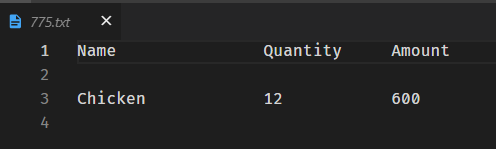 775.txt
1 Name Quantity Amount
2
3 Chicken 12 600
4